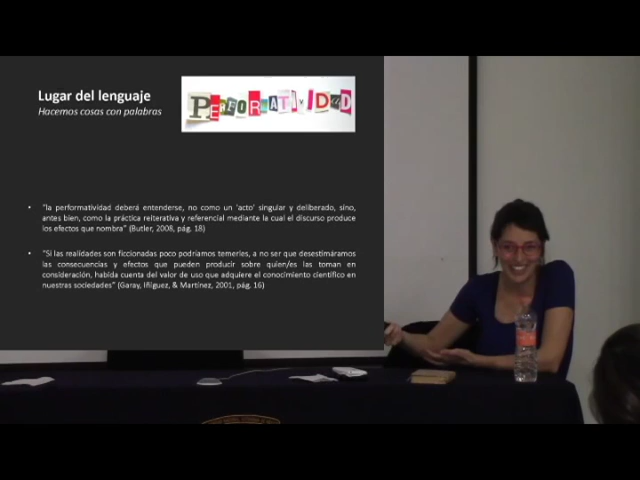 Lugar del lenguaje
Hacemos cosas con palabras
PERFORMATIVIDAD
• "la performatividad deberá entenderse, no como un 'acto' singular y deliberado, sino,
antes bien, como la práctica reiterativa y referencial mediante la cual el discurso produce
los efectos que nombra" (Butler, 2008, pág. 18)
• "Si las realidades son ficcionadas poco podríamos temerles, a no ser que desestimáramos
las consecuencias y efectos que pueden producir sobre quien/es las toman en
consideración, habida cuenta del valor de uso que adquiere el conocimiento científico en
nuestras sociedades" (Garay, Iñiguez, & Martínez, 2001, pág. 16)